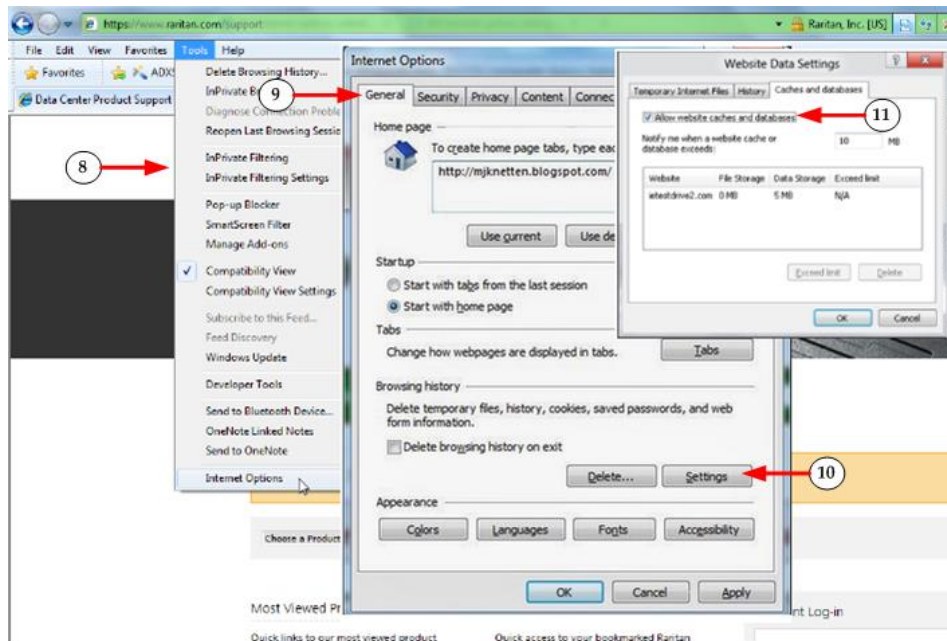 https://www.raritan.com/support
Raritan, Inc. [US]
File Edit View Favorites Tools Help
Favorites
Data Center Product Support
Delete Browsing History...
Diagnose Connection
Reopen Last Browsing
InPrivate Filtering
InPrivate Filtering Settings
Pop-up Blocker
SmartScreen Filter
Manage Add-ons
Compatibility View
Compatibility View Settings
Subscribe to this Feed...
Feed Discovery
Windows Update
Developer Tools
Send to Bluetooth Device...
OneNote Linked Notes
Send to OneNote
Internet Options
8
9
Internet Options
General Security Privacy Content Connec
Home page
To create home page tabs, type eac
http://mjknetten.blogspot.com/
Use current Use de
Startup
Start with tabs from the last session
Start with home page
Tabs
Change how webpages are displayed in tabs.
Tabs
Browsing history
Delete temporary files, history, cookies, saved passwords, and web
form information.
Delete browsing history on exit
Delete... Settings
10
Appearance
Colors Languages Fonts Accessibility
OK Cancel Apply
Website Data Settings
Temporary Internet Files History Caches and databases
Allow website caches and databases
11
Notify me when a website cache or
database exceeds:
10 MB
Website File Storage Data Storage Exceed limit
ietestdrive2.com 0 MB 5 MB N/A
Exceed limit Delete
OK Cancel
Choose a Product
Most Viewed Pr
nt Log-in
Quick links to our most viewed product
Quick access to your bookmarked Raritan